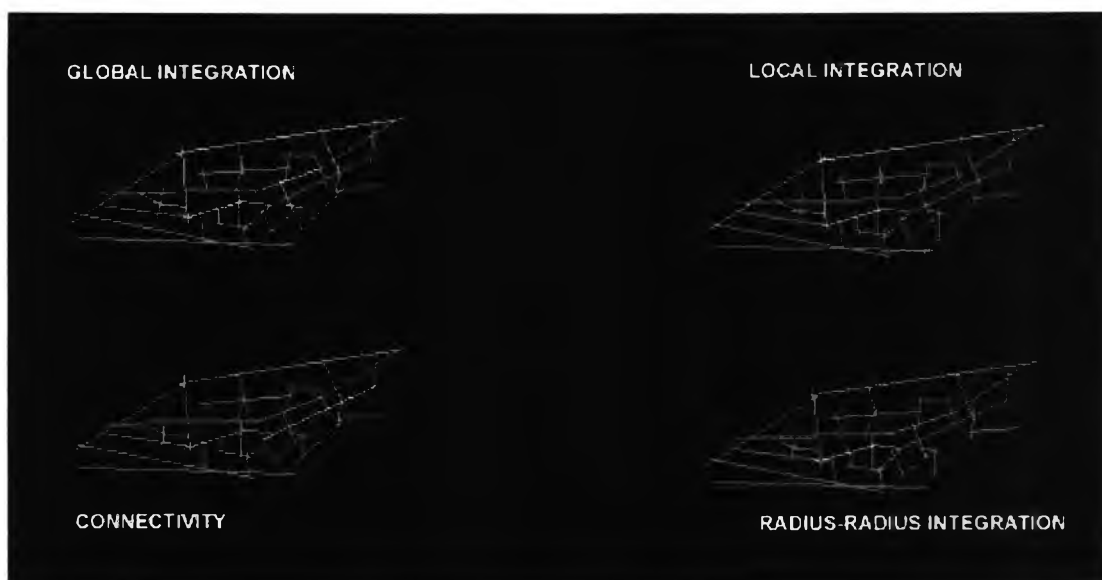 GLOBAL INTEGRATION
LOCAL INTEGRATION
CONNECTIVITY
RADIUS-RADIUS INTEGRATION